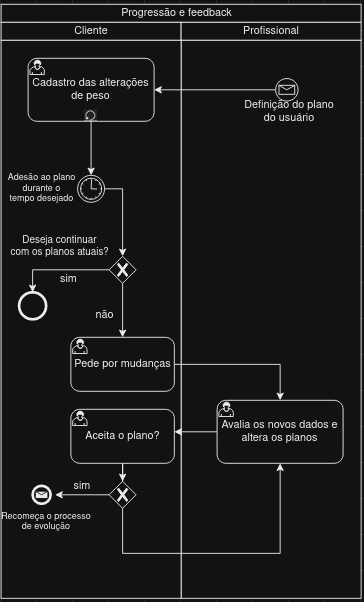 Progressão e feedback
Cliente
Profissional
Cadastro das alterações
de peso
Definição do plano
do usuário
Adesão ao plano
durante o
tempo desejado
Deseja continuar
com os planos atuais?
sim
não
Pede por mudanças
Avalia os novos dados e
altera os planos
Aceita o plano?
sim
Recomeça o processo
de evolução